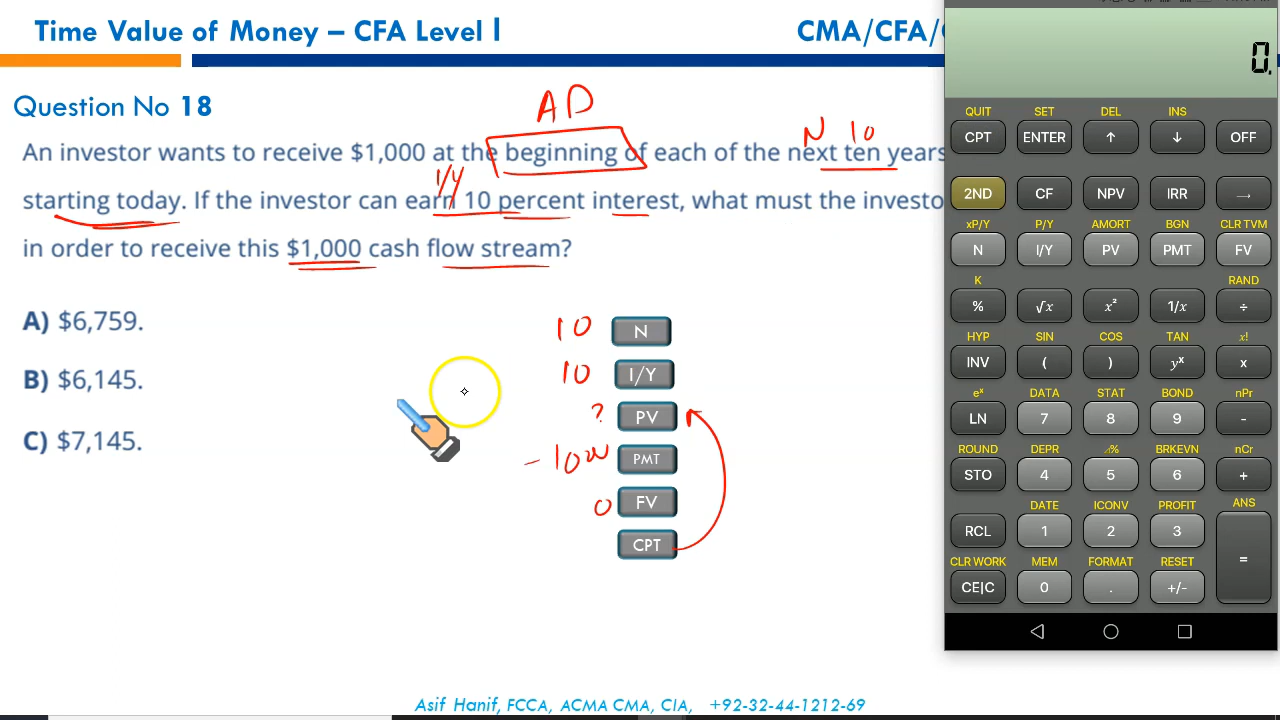 Time Value of Money – CFA Level I
CMA/CFA/
Question No 18
AD
N 10
An investor wants to receive $1,000 at the beginning of each of the next ten years
I/Y
starting today. If the investor can earn 10 percent interest, what must the investo
in order to receive this $1,000 cash flow stream?
A) $6,759.
B) $6,145.
C) $7,145.
10 N
10 I/Y
? PV
-1000 PMT
0 FV
CPT
0.
QUIT SET DEL INS
CPT ENTER ↑ ↓ OFF
2ND CF NPV IRR →
xP/Y P/Y AMORT BGN CLR TVM
N I/Y PV PMT FV
K RAND
% √x x² 1/x ÷
HYP SIN COS TAN x!
INV ( ) yˣ x
eˣ DATA STAT BOND nPr
LN 7 8 9 -
ROUND DEPR ⊿% BRKEVN nCr
STO 4 5 6 +
DATE ICONV PROFIT ANS
RCL 1 2 3 =
CLR WORK MEM FORMAT RESET
CE|C 0 . +/-
Asif Hanif, FCCA, ACMA CMA, CIA, +92-32-44-1212-69